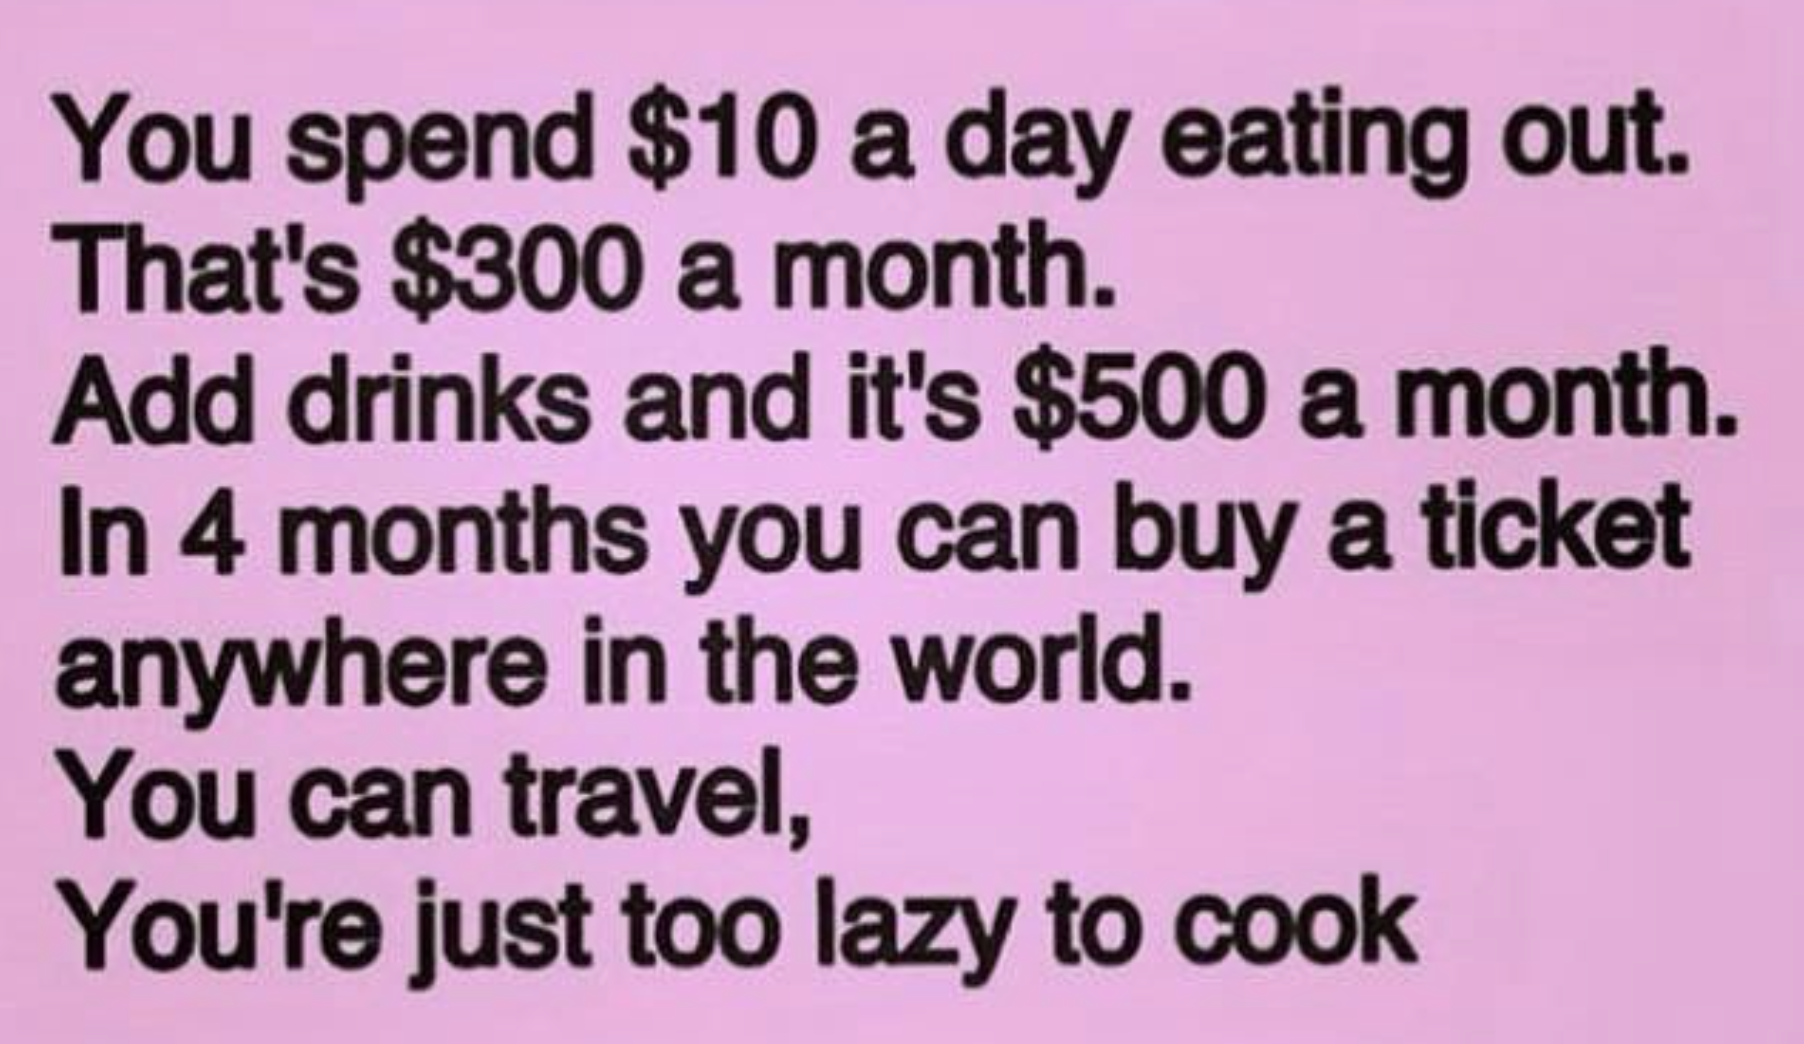 You spend $10 a day eating out.
That's $300 a month.
Add drinks and it's $500 a month.
In 4 months you can buy a ticket
anywhere in the world.
You can travel,
You're just too lazy to cook